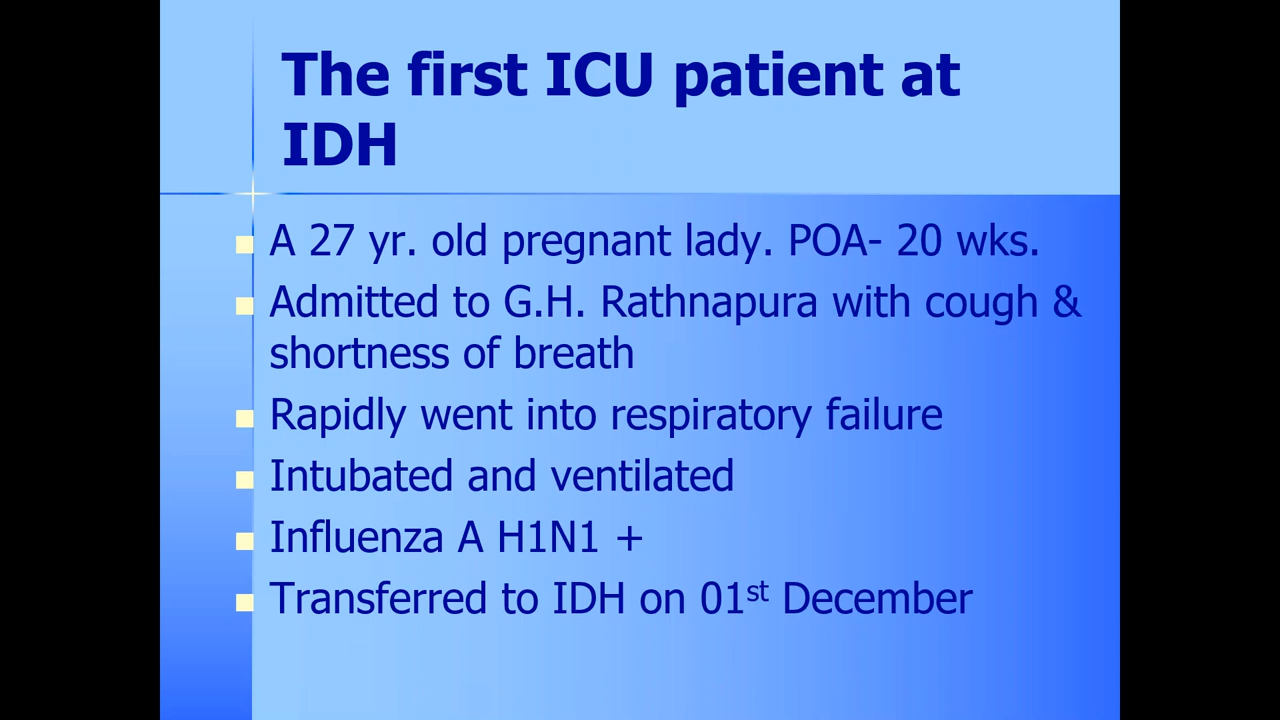 The first ICU patient at
IDH
A 27 yr. old pregnant lady. POA- 20 wks.
Admitted to G.H. Rathnapura with cough &
shortness of breath
Rapidly went into respiratory failure
Intubated and ventilated
Influenza A H1N1 +
Transferred to IDH on 01st December